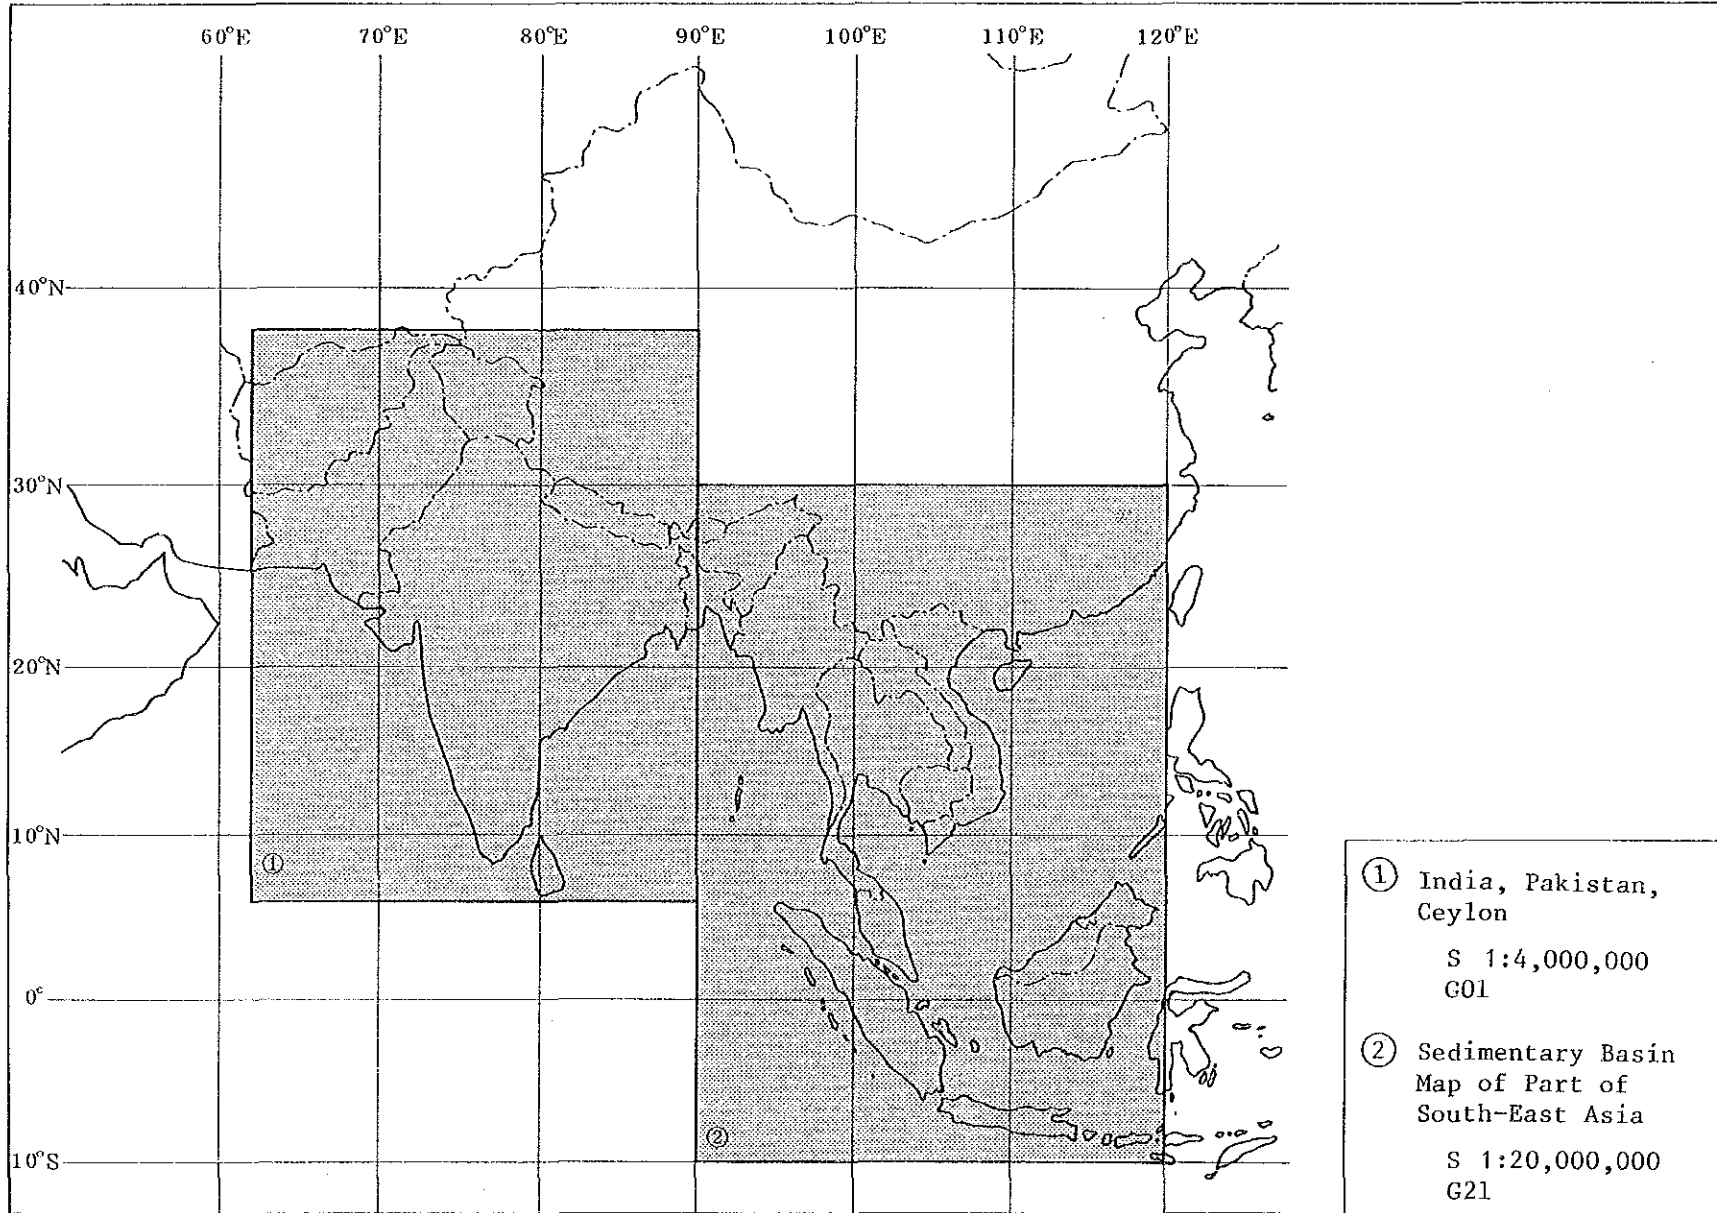 60°E 70°E 80°E 90°E 100°E 110°E 120°E
40°N
30°N
20°N
10°N
0°
10°S
①
②
① India, Pakistan,
Ceylon
S 1:4,000,000
G01
② Sedimentary Basin
Map of Part of
South-East Asia
S 1:20,000,000
G21